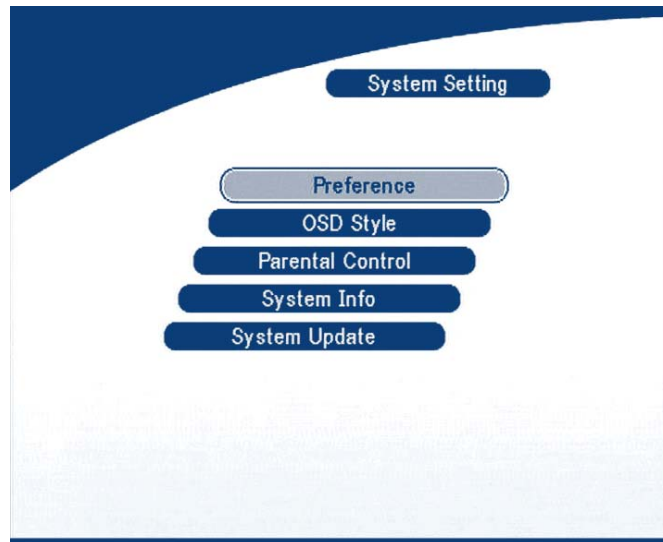 System Setting
Preference
OSD Style
Parental Control
System Info
System Update